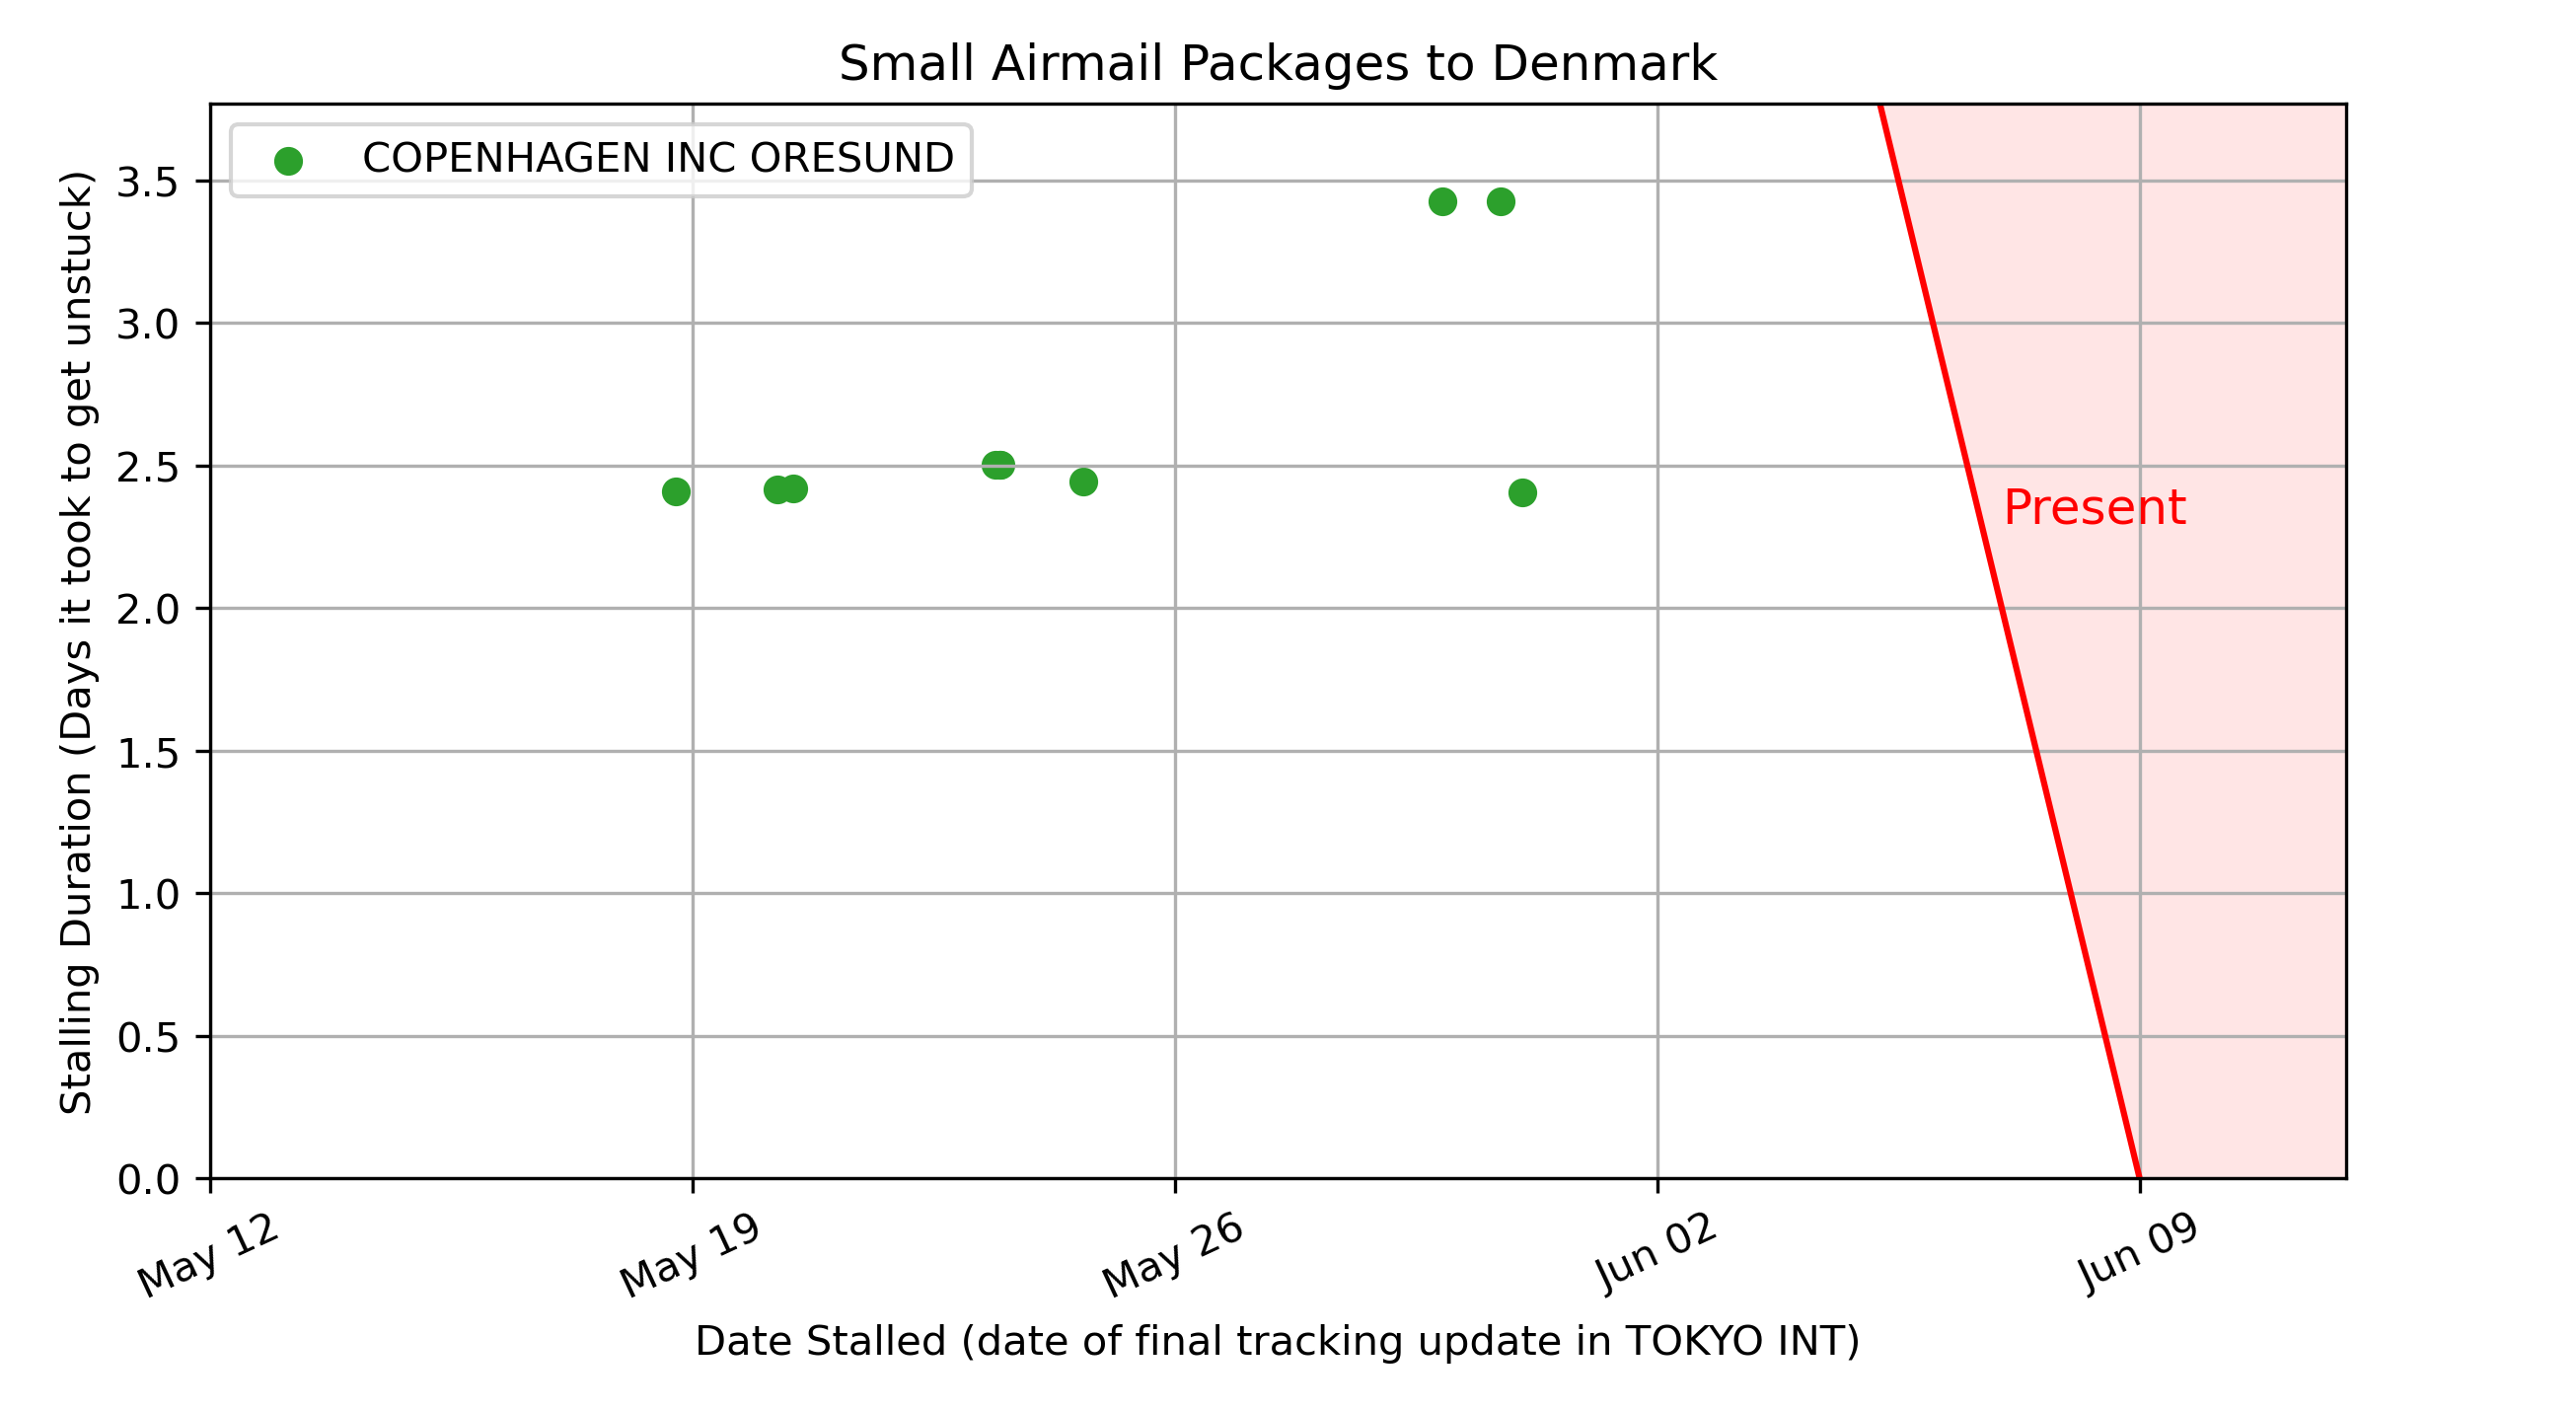 Small Airmail Packages to Denmark
COPENHAGEN INC ORESUND
Stalling Duration (Days it took to get unstuck)
3.5
3.0
2.5
2.0
1.5
1.0
0.5
0.0
Present
May 12
May 19
May 26
Jun 02
Jun 09
Date Stalled (date of final tracking update in TOKYO INT)